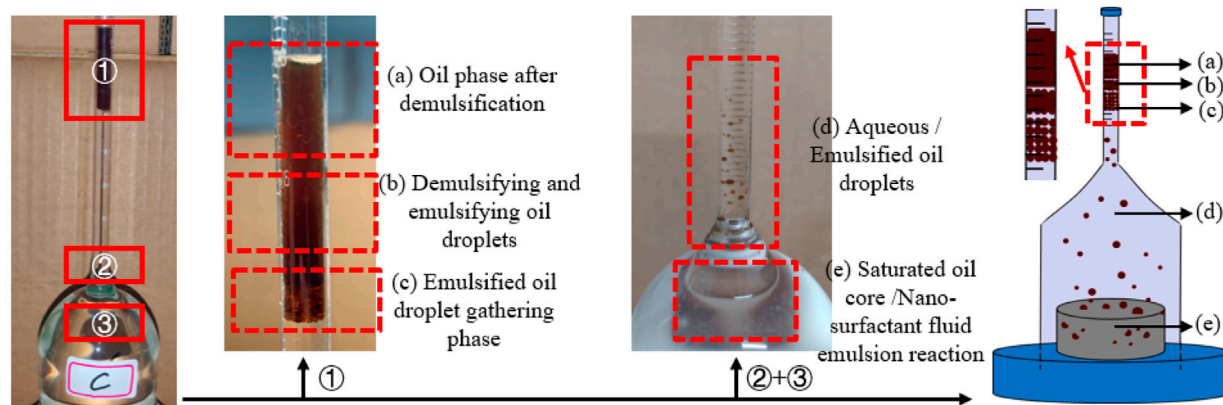 ①
②
③
C
(a) Oil phase after
demulsification
(b) Demulsifying and
emulsifying oil
droplets
(c) Emulsified oil
droplet gathering
phase
①
(d) Aqueous /
Emulsified oil
droplets
(e) Saturated oil
core /Nano-
surfactant fluid
emulsion reaction
②+③
(a)
(b)
(c)
(d)
(e)